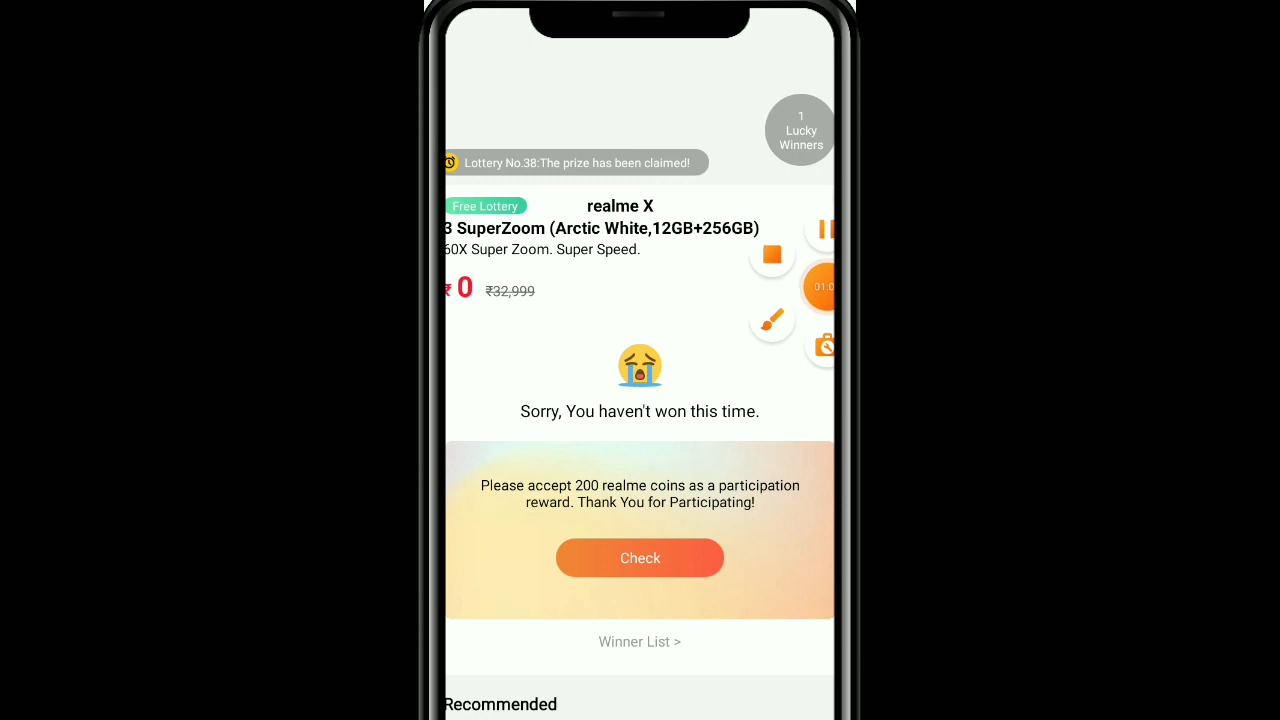 1
Lucky
Winners
Lottery No.38:The prize has been claimed!
Free Lottery
realme X
3 SuperZoom (Arctic White,12GB+256GB)
60X Super Zoom. Super Speed.
₹ 0 ₹32,999
01:0
Sorry, You haven't won this time.
Please accept 200 realme coins as a participation
reward. Thank You for Participating!
Check
Winner List >
Recommended